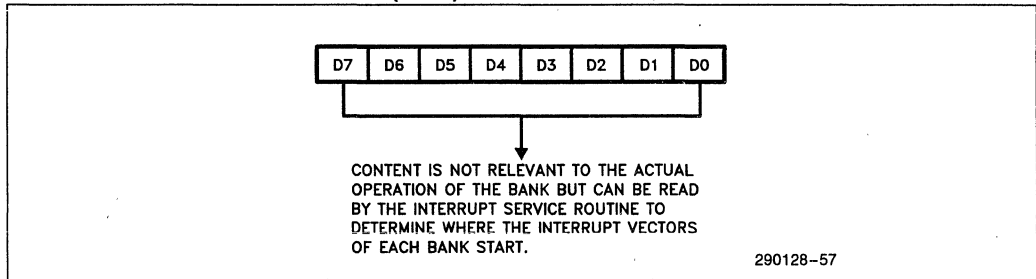 D7 D6 D5 D4 D3 D2 D1 D0
CONTENT IS NOT RELEVANT TO THE ACTUAL
OPERATION OF THE BANK BUT CAN BE READ
BY THE INTERRUPT SERVICE ROUTINE TO
DETERMINE WHERE THE INTERRUPT VECTORS
OF EACH BANK START.
290128-57